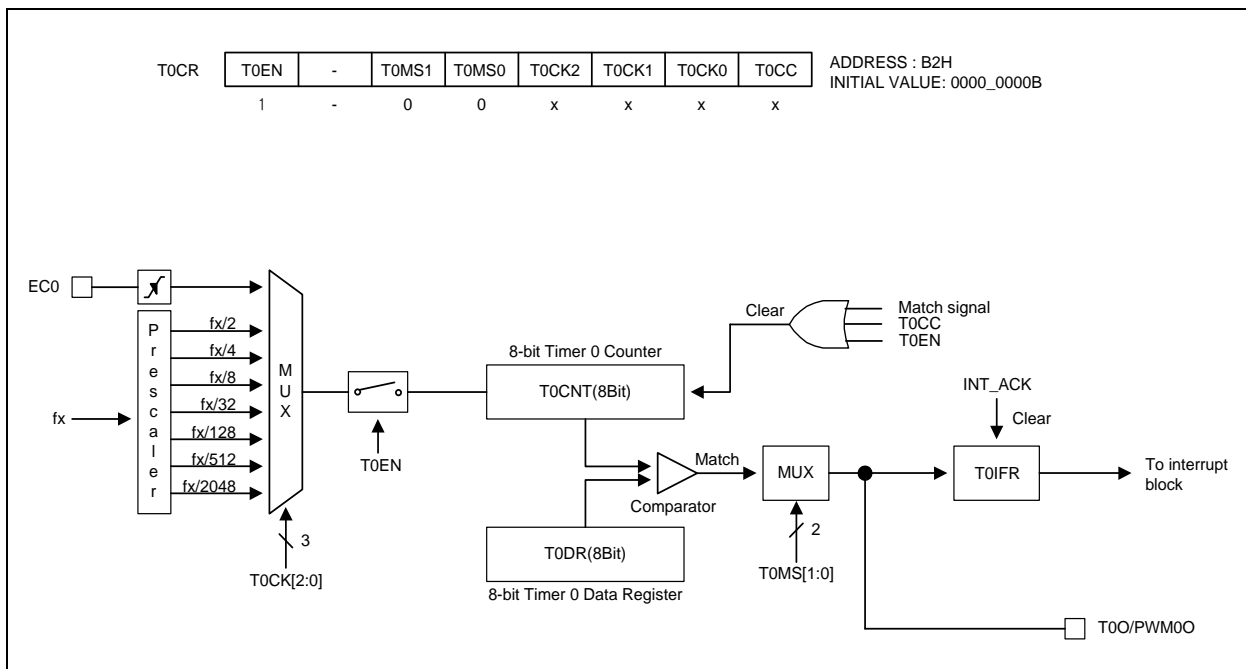 T0CR T0EN - T0MS1 T0MS0 T0CK2 T0CK1 T0CK0 T0CC
ADDRESS : B2H
INITIAL VALUE: 0000_0000B
1 - 0 0 x x x x
EC0
Prescaler
fx
fx/2
fx/4
fx/8
fx/32
fx/128
fx/512
fx/2048
MUX
3
T0CK[2:0]
T0EN
8-bit Timer 0 Counter
T0CNT(8Bit)
Clear
Match signal
T0CC
T0EN
Match
Comparator
T0DR(8Bit)
8-bit Timer 0 Data Register
MUX
2
T0MS[1:0]
INT_ACK
Clear
T0IFR
To interrupt
block
T0O/PWM0O